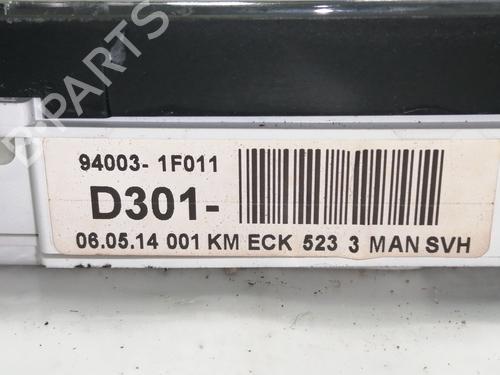 94003- 1F011
D301-
06.05.14 001 KM ECK 523 3 MAN SVH
B-PARTS